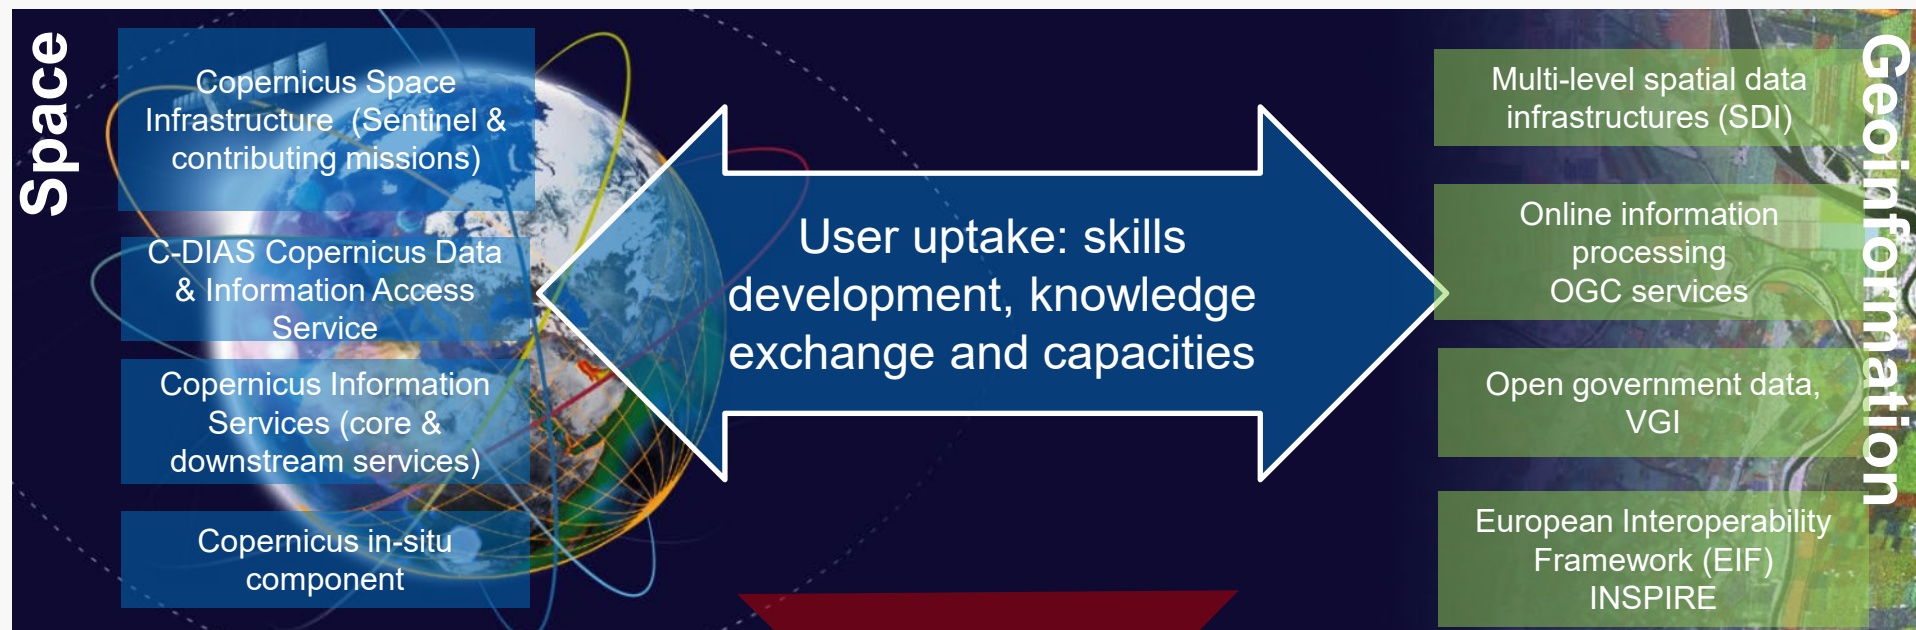 Space
Copernicus Space
Infrastructure (Sentinel &
contributing missions)
C-DIAS Copernicus Data
& Information Access
Service
Copernicus Information
Services (core &
downstream services)
Copernicus in-situ
component
User uptake: skills
development, knowledge
exchange and capacities
Multi-level spatial data
infrastructures (SDI)
Online information
processing
OGC services
Open government data,
VGI
European Interoperability
Framework (EIF)
INSPIRE
Geoinformation